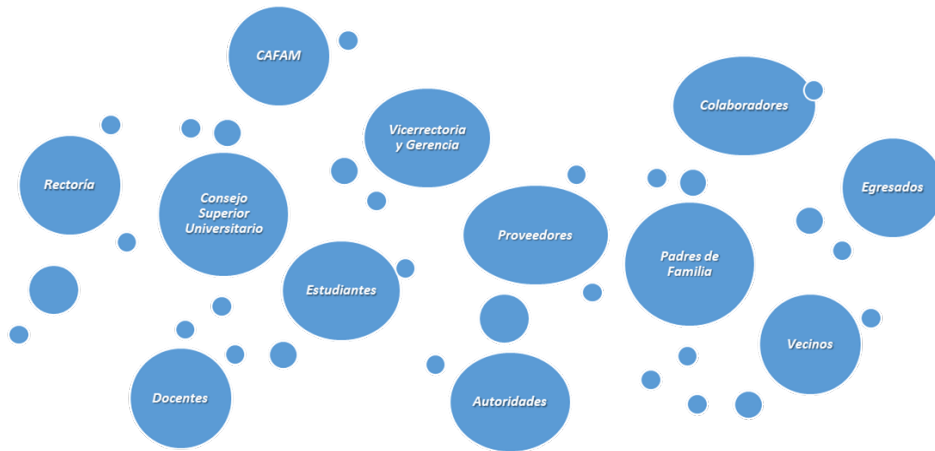 CAFAM
Colaboradores
Vicerrectoria
y Gerencia
Rectoría
Consejo
Superior
Universitario
Egresados
Proveedores
Padres de
Familia
Estudiantes
Vecinos
Docentes
Autoridades